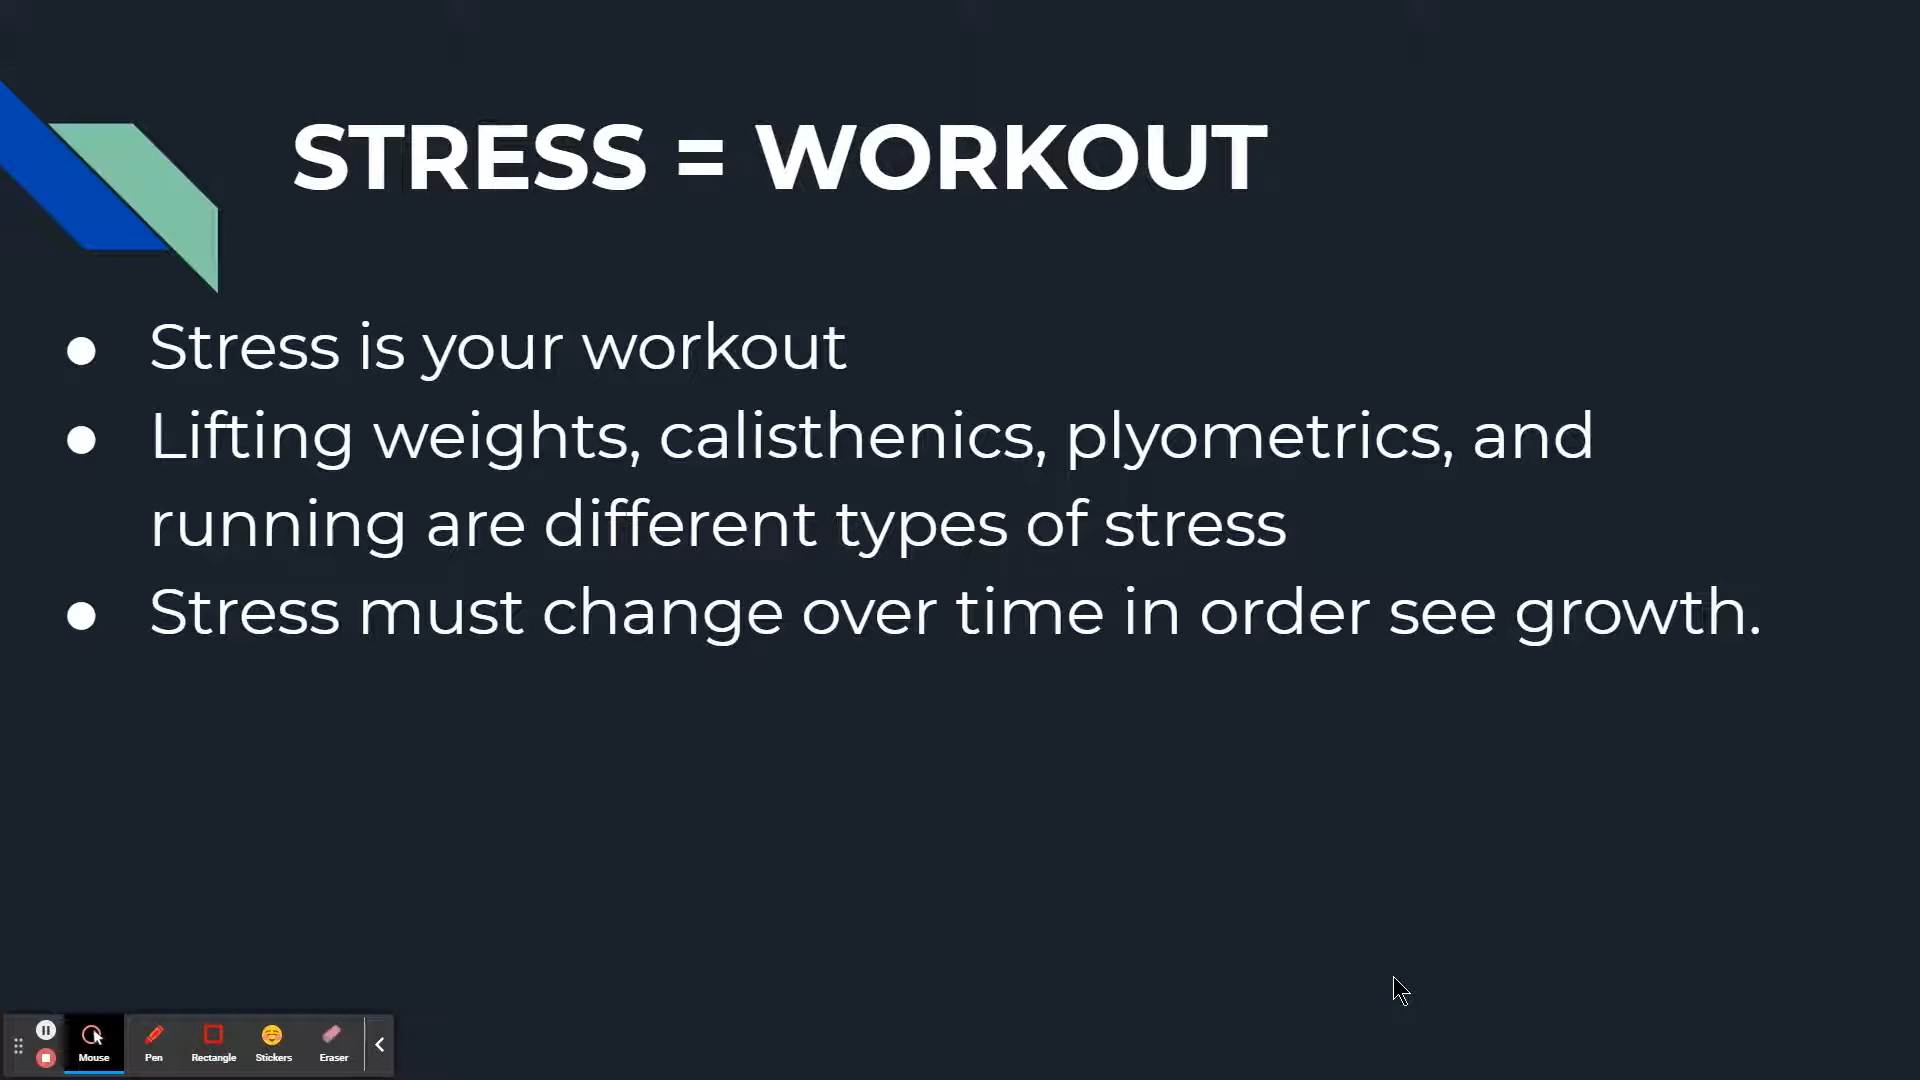 STRESS = WORKOUT
● Stress is your workout
● Lifting weights, calisthenics, plyometrics, and
running are different types of stress
● Stress must change over time in order see growth.
Mouse Pen Rectangle Stickers Eraser